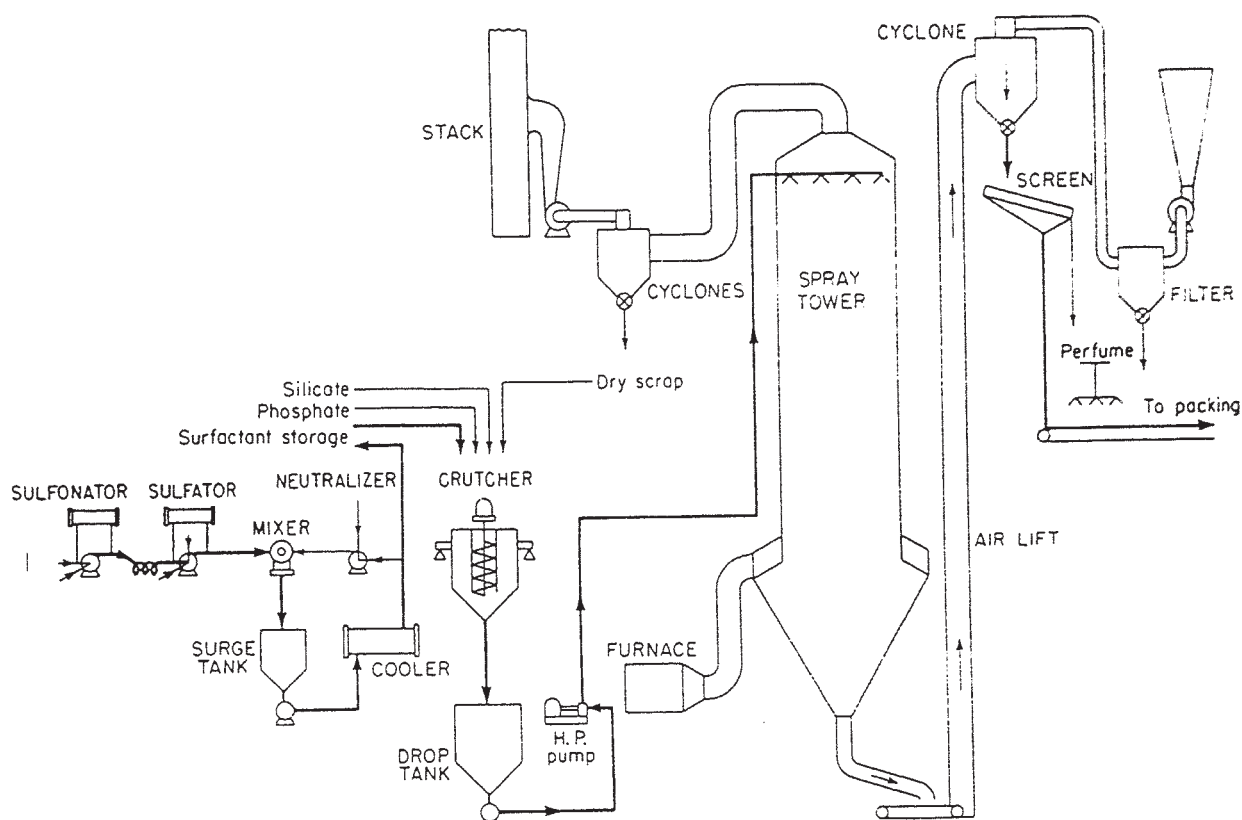 CYCLONE
STACK
SCREEN
CYCLONES
SPRAY
TOWER
FILTER
Perfume
To packing
Silicate
Dry scrap
Phosphate
Surfactant storage
NEUTRALIZER
CRUTCHER
SULFONATOR
SULFATOR
MIXER
AIR LIFT
SURGE
TANK
COOLER
FURNACE
H. P.
pump
DROP
TANK